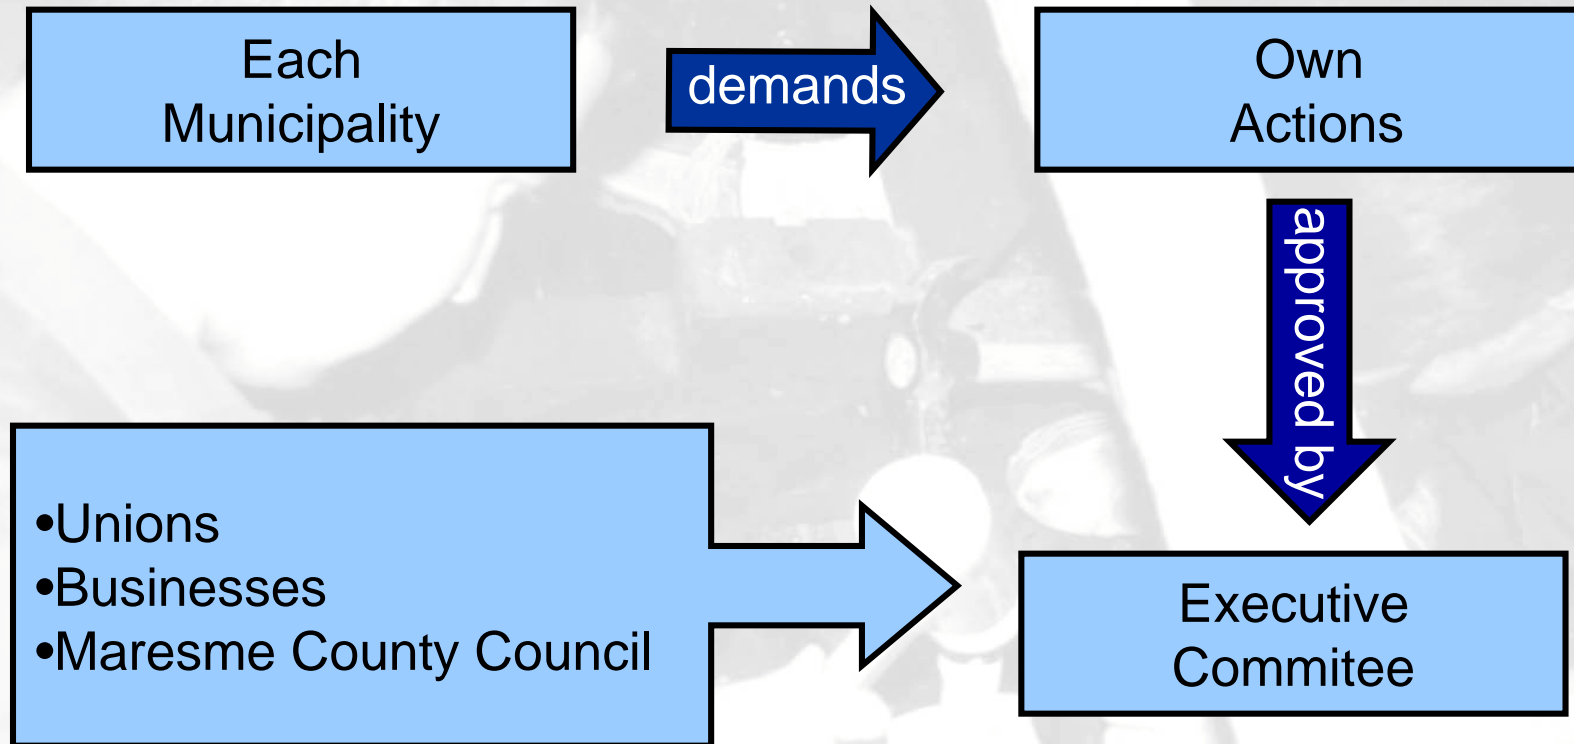 Each
Municipality
demands
Own
Actions
approved by
•Unions
•Businesses
•Maresme County Council
Executive
Commitee